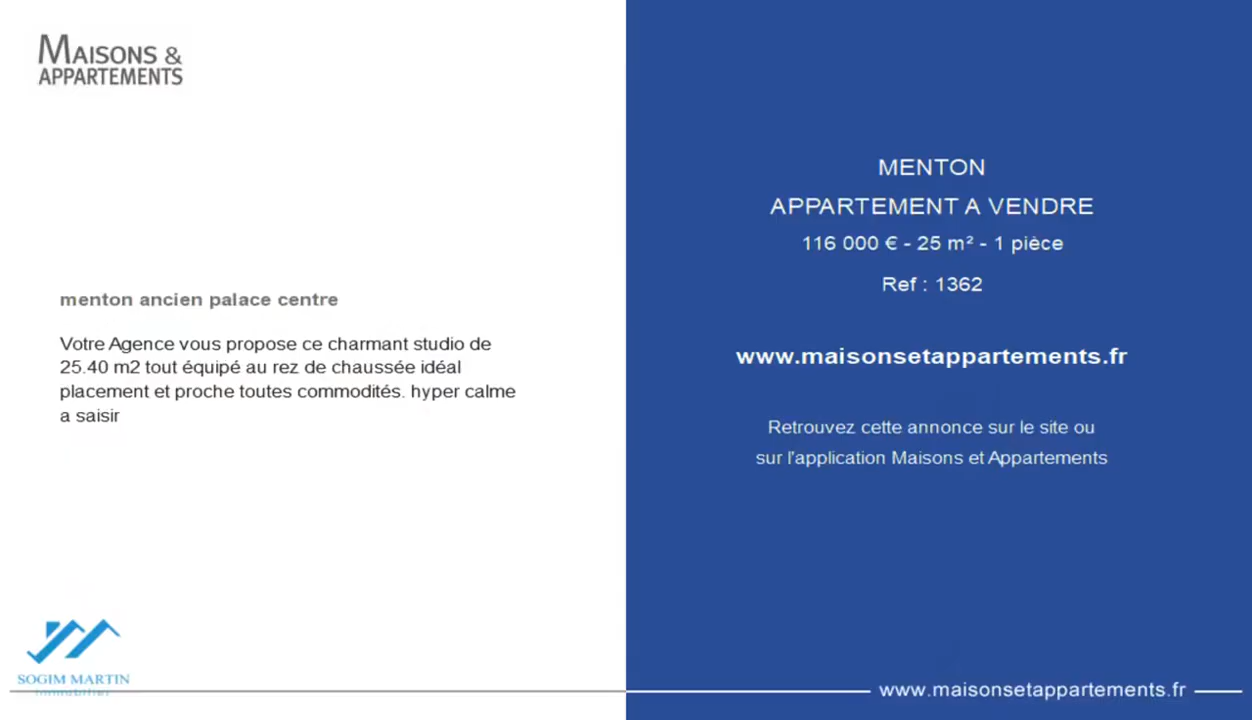 MAISONS &
APPARTEMENTS
menton ancien palace centre
Votre Agence vous propose ce charmant studio de
25.40 m2 tout équipé au rez de chaussée idéal
placement et proche toutes commodités. hyper calme
a saisir
SOGIM MARTIN
immobilier
MENTON
APPARTEMENT A VENDRE
116 000 € - 25 m² - 1 pièce
Ref : 1362
www.maisonsetappartements.fr
Retrouvez cette annonce sur le site ou
sur l'application Maisons et Appartements
www.maisonsetappartements.fr